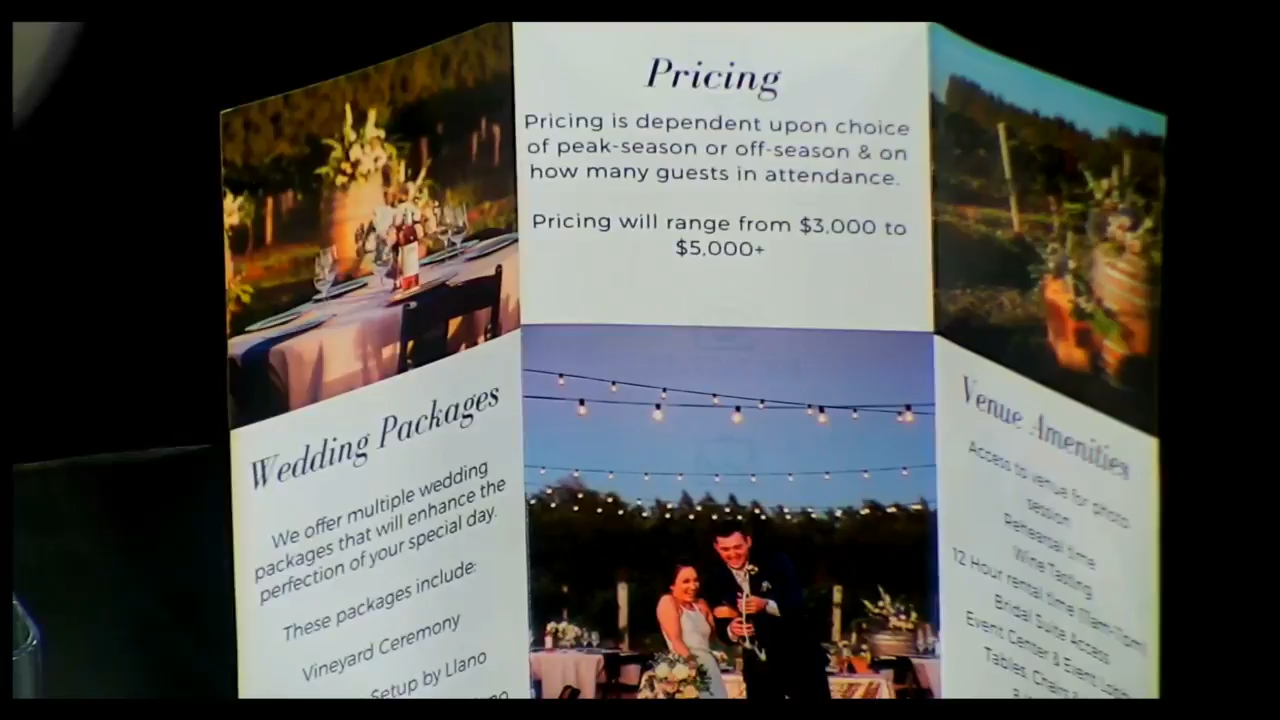 Pricing
Pricing is dependent upon choice
of peak-season or off-season & on
how many guests in attendance.
Pricing will range from $3,000 to
$5,000+
Wedding Packages
We offer multiple wedding
packages that will enhance the
perfection of your special day.
These packages include:
Vineyard Ceremony
Setup by Llano
Venue Amenities
Access to venue for photo
session
Rehearsal time
Wine Tasting
12 Hour rental time (11am-11pm)
Bridal Suite Access
Event Center & Event
Tables,